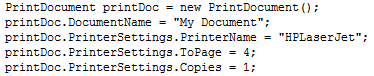 PrintDocument printDoc = new PrintDocument();
printDoc.DocumentName = "My Document";
printDoc.PrinterSettings.PrinterName = "HPLaserJet";
printDoc.PrinterSettings.ToPage = 4;
printDoc.PrinterSettings.Copies = 1;